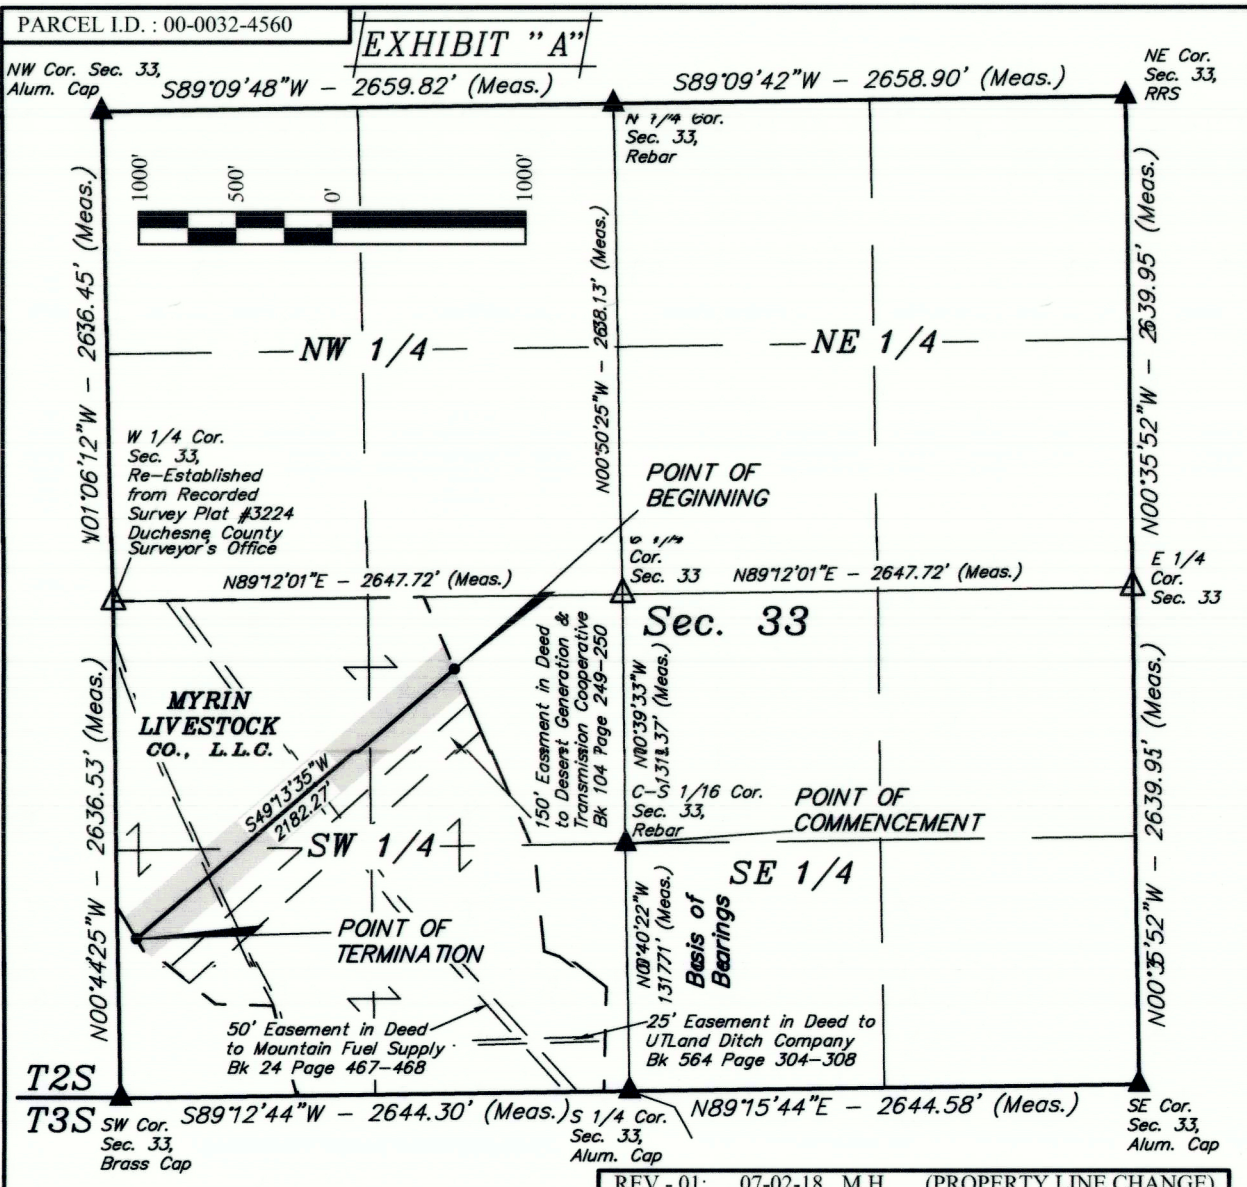 PARCEL I.D. : 00-0032-4560
EXHIBIT "A"
NW Cor. Sec. 33,
Alum. Cap
S89°09'48"W - 2659.82' (Meas.)
S89°09'42"W - 2658.90' (Meas.)
NE Cor.
Sec. 33,
RRS
N 1/4 Cor.
Sec. 33,
Rebar
1000'
500'
0'
1000'
N01°06'12"W - 2636.45' (Meas.)
N00°50'25"W - 2638.13' (Meas.)
N00°35'52"W - 2639.95' (Meas.)
NW 1/4
NE 1/4
W 1/4 Cor.
Sec. 33,
Re-Established
from Recorded
Survey Plat #3224
Duchesne County
Surveyor's Office
POINT OF
BEGINNING
Cor.
Sec. 33
N89°12'01"E - 2647.72' (Meas.)
N89°12'01"E - 2647.72' (Meas.)
E 1/4
Cor.
Sec. 33
Sec. 33
150' Easement in Deed
to Deseret Generation &
Transmission Cooperative
Bk 104 Page 249-250
N00°39'33"W
(Meas.)
MYRIN
LIVESTOCK
CO., L.L.C.
S49°13'35"W
2182.27'
N00°44'25"W - 2636.53' (Meas.)
N00°35'52"W - 2639.95' (Meas.)
C-S 1/16 Cor.
Sec. 33,
Rebar
POINT OF
COMMENCEMENT
SW 1/4
SE 1/4
N00°40'22"W
1317.71' (Meas.)
Basis of
Bearings
POINT OF
TERMINATION
50' Easement in Deed
to Mountain Fuel Supply
Bk 24 Page 467-468
25' Easement in Deed to
UTLand Ditch Company
Bk 564 Page 304-308
T2S
T3S
SW Cor.
Sec. 33,
Brass Cap
S89°12'44"W - 2644.30' (Meas.)
S 1/4 Cor.
Sec. 33,
Alum. Cap
N89°15'44"E - 2644.58' (Meas.)
SE Cor.
Sec. 33,
Alum. Cap
REV - 01: 07-02-18 M.H. (PROPERTY LINE CHANGE)